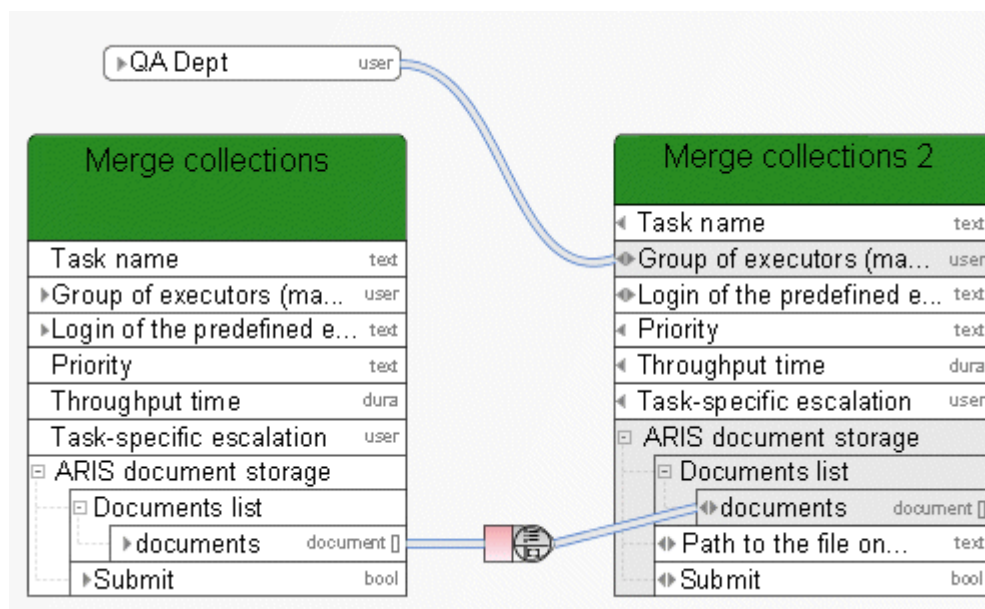 QA Dept user
Merge collections
Task name text
Group of executors (ma... user
Login of the predefined e... text
Priority text
Throughput time dura
Task-specific escalation user
ARIS document storage
Documents list
documents document []
Submit bool
Merge collections 2
Task name text
Group of executors (ma... user
Login of the predefined e... text
Priority text
Throughput time dura
Task-specific escalation user
ARIS document storage
Documents list
documents document []
Path to the file on... text
Submit bool